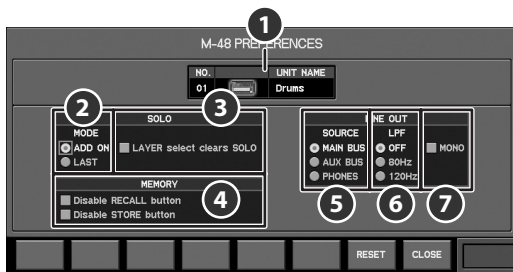 1
M-48 PREFERENCES
NO. UNIT NAME
01 Drums
2 3
SOLO
MODE
ADD ON
LAST
LAYER select clears SOLO
MEMORY
Disable RECALL button
Disable STORE button
4
LINE OUT
SOURCE LPF
MAIN BUS OFF MONO
AUX BUS 80Hz
PHONES 120Hz
5 6 7
RESET CLOSE